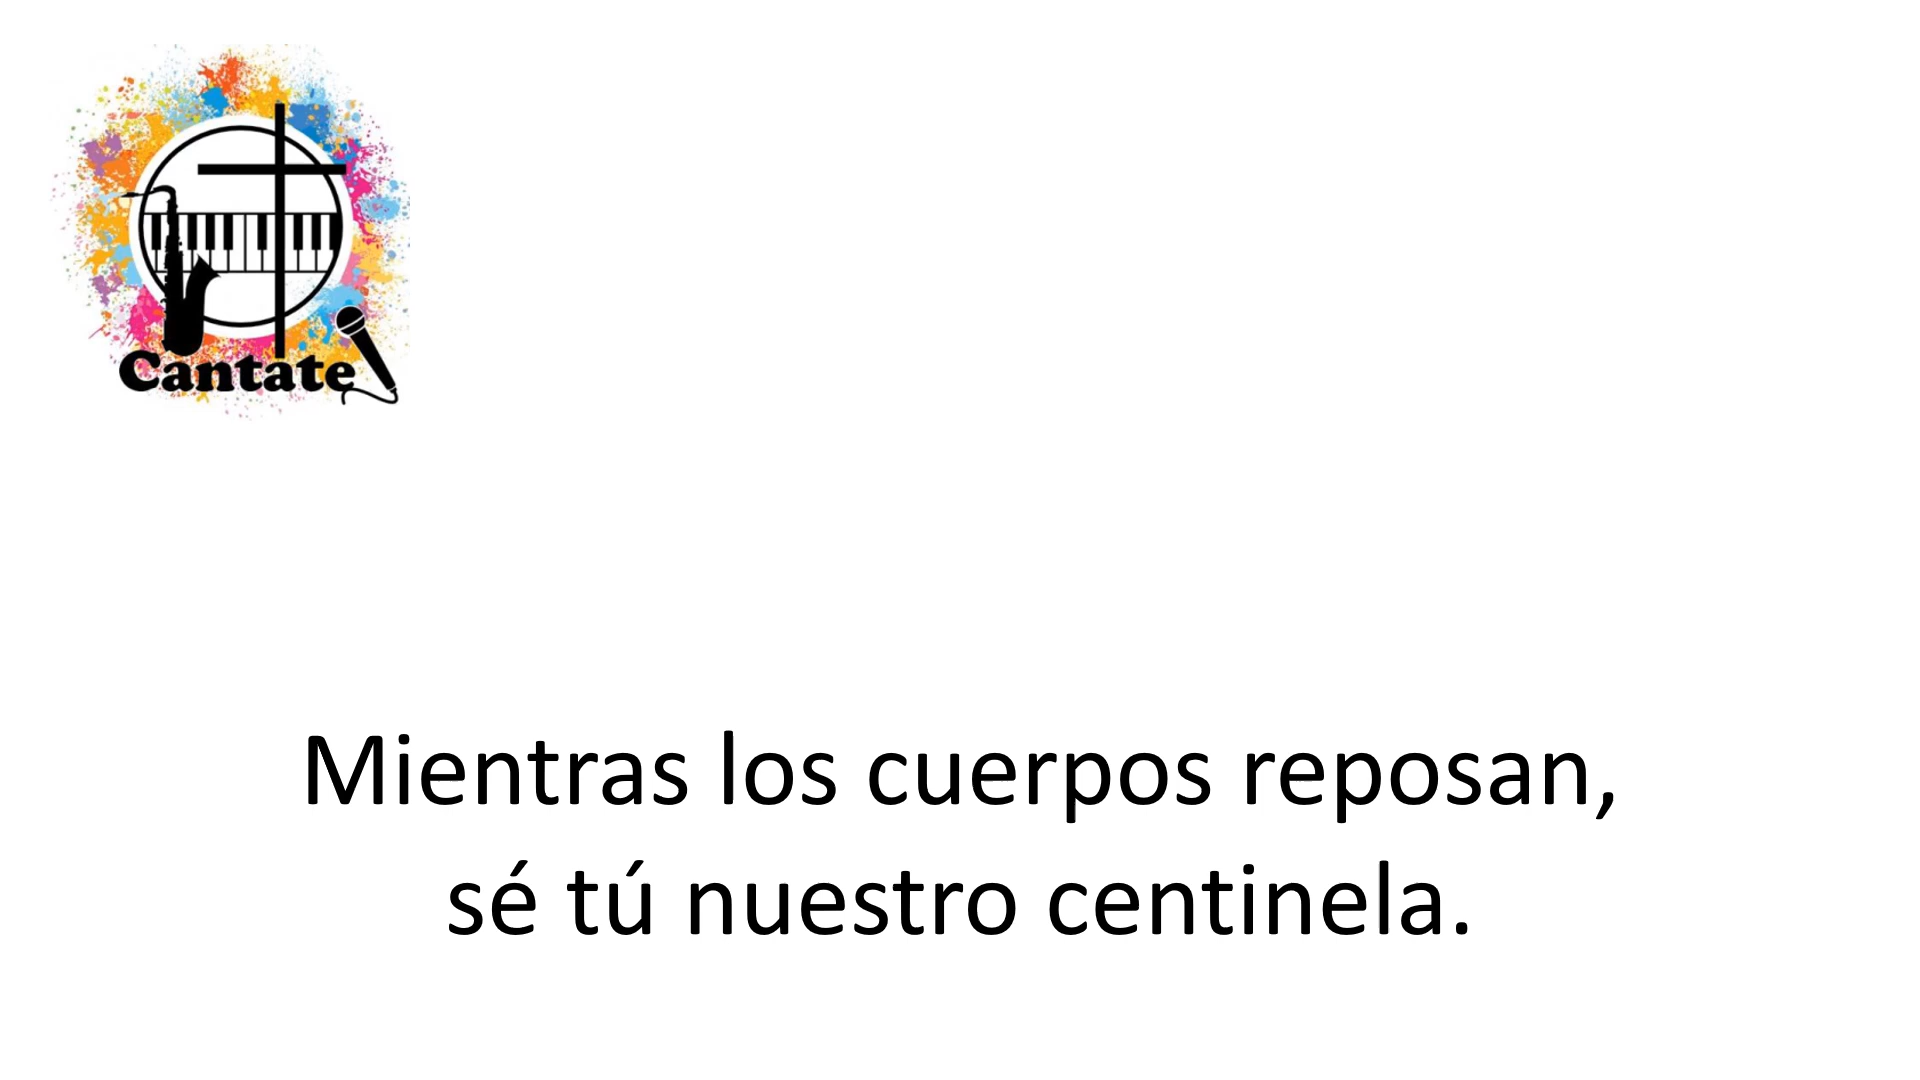 Cantate
Mientras los cuerpos reposan,
sé tú nuestro centinela.